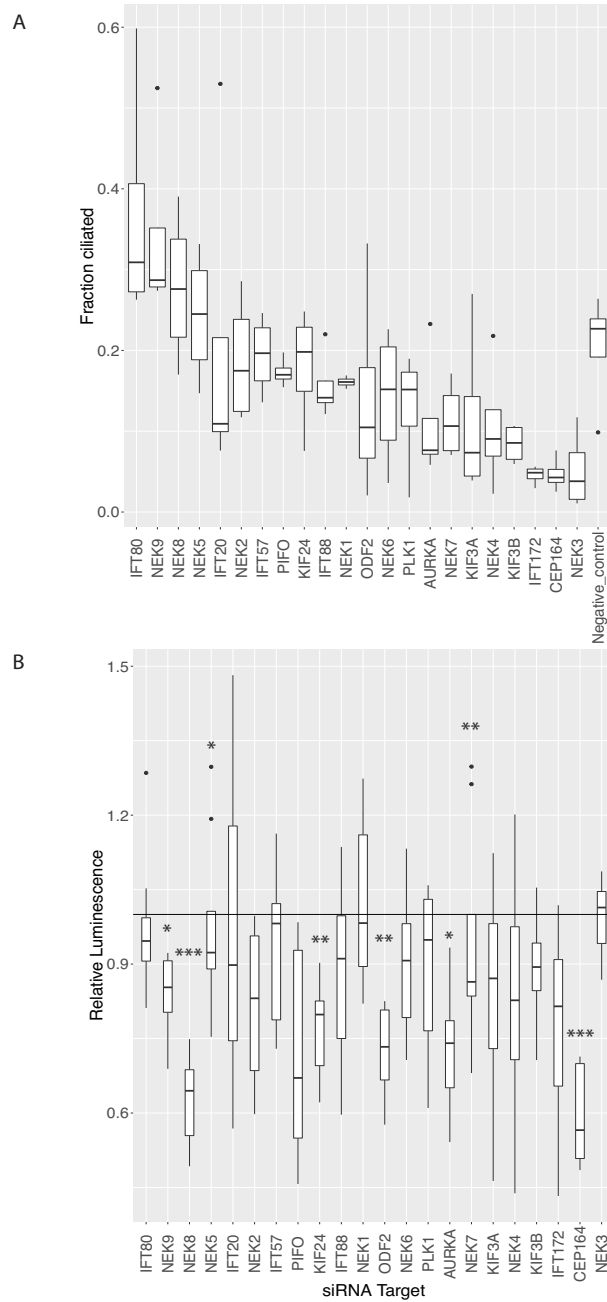 A
0.6
0.4
0.2
0.0
Fraction ciliated
IFT80
NEK9
NEK8
NEK5
IFT20
NEK2
IFT57
PIFO
KIF24
IFT88
NEK1
ODF2
NEK6
PLK1
AURKA
NEK7
KIF3A
NEK4
KIF3B
IFT172
CEP164
NEK3
Negative_control
B
1.5
1.2
0.9
0.6
Relative Luminescence
*
***
*
**
**
*
**
***
IFT80
NEK9
NEK8
NEK5
IFT20
NEK2
IFT57
PIFO
KIF24
IFT88
NEK1
ODF2
NEK6
PLK1
AURKA
NEK7
KIF3A
NEK4
KIF3B
IFT172
CEP164
NEK3
siRNA Target